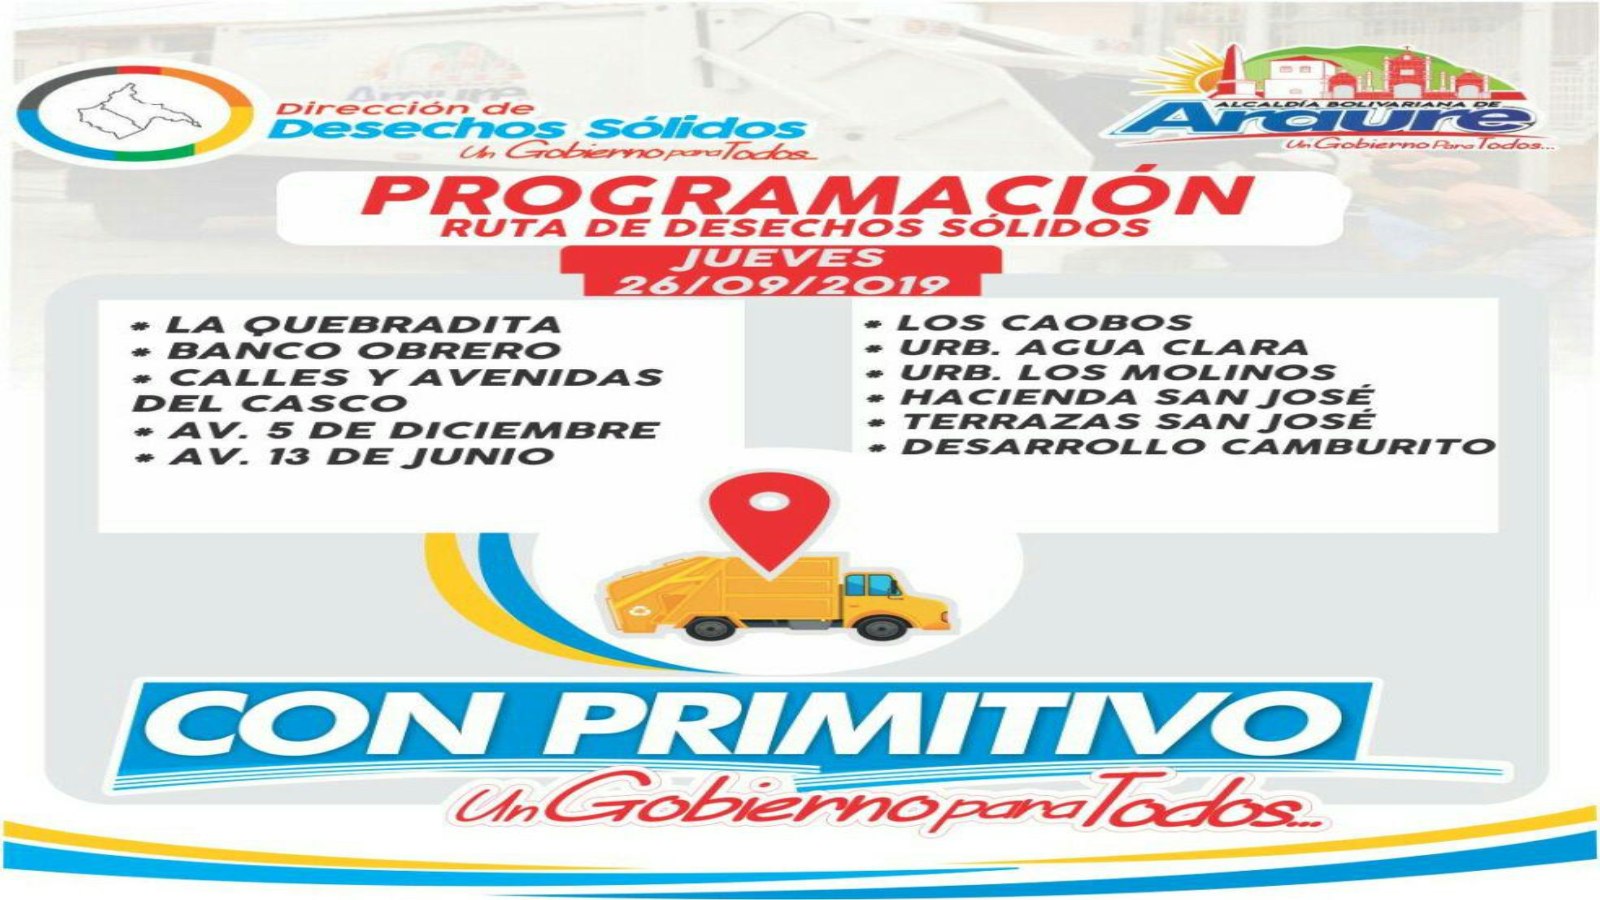 Dirección de
Desechos Sólidos
Un Gobierno para Todos...
ALCALDÍA BOLIVARIANA DE
Araure
Un Gobierno Para Todos...
Araure
PROGRAMACIÓN
RUTA DE DESECHOS SÓLIDOS
JUEVES
26/09/2019
* LA QUEBRADITA
* BANCO OBRERO
* CALLES Y AVENIDAS
DEL CASCO
* AV. 5 DE DICIEMBRE
* AV. 13 DE JUNIO
* LOS CAOBOS
* URB. AGUA CLARA
* URB. LOS MOLINOS
* HACIENDA SAN JOSÉ
* TERRAZAS SAN JOSÉ
* DESARROLLO CAMBURITO
CON PRIMITIVO
Un Gobierno para Todos...